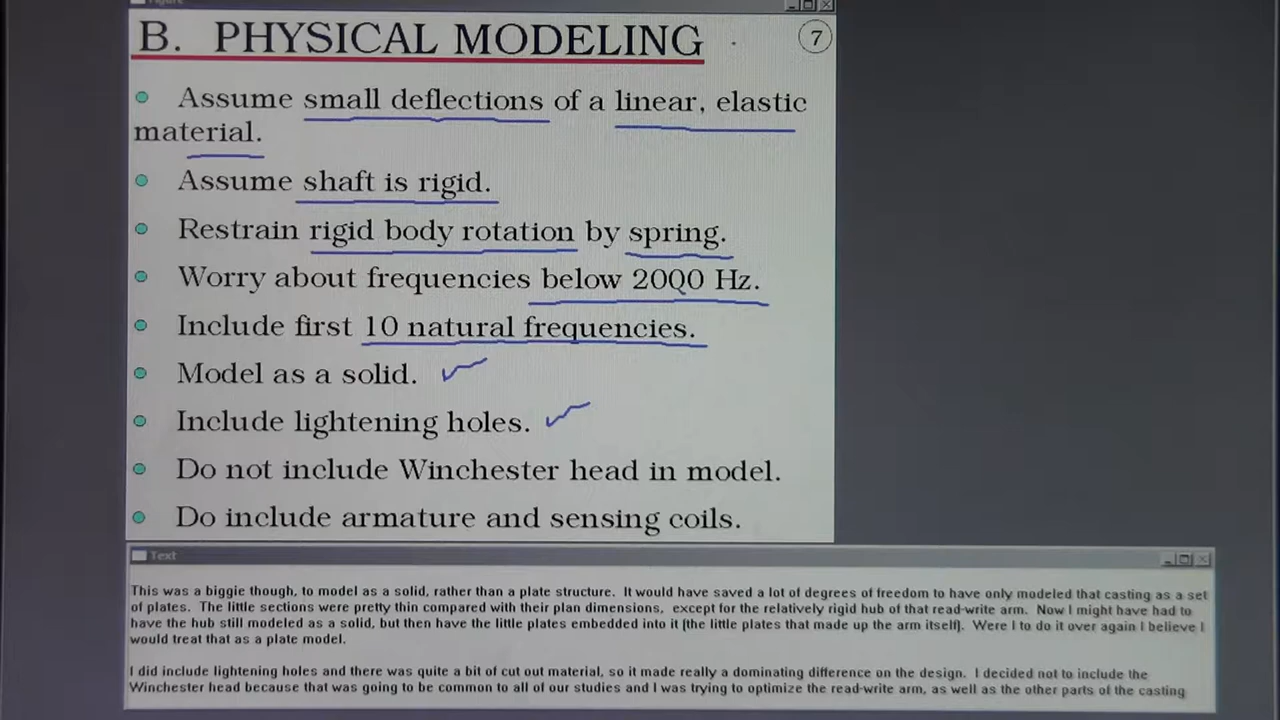 B. PHYSICAL MODELING
7
Assume small deflections of a linear, elastic
material.
Assume shaft is rigid.
Restrain rigid body rotation by spring.
Worry about frequencies below 2000 Hz.
Include first 10 natural frequencies.
Model as a solid.
Include lightening holes.
Do not include Winchester head in model.
Do include armature and sensing coils.
Text
This was a biggie though, to model as a solid, rather than a plate structure. It would have saved a lot of degrees of freedom to have only modeled that casting as a set
of plates. The little sections were pretty thin compared with their plan dimensions, except for the relatively rigid hub of that read-write arm. Now I might have had to
have the hub still modeled as a solid, but then have the little plates embedded into it (the little plates that made up the arm itself). Were I to do it over again I believe I
would treat that as a plate model.
I did include lightening holes and there was quite a bit of cut out material, so it made really a dominating difference on the design. I decided not to include the
Winchester head because that was going to be common to all of our studies and I was trying to optimize the read-write arm, as well as the other parts of the casting